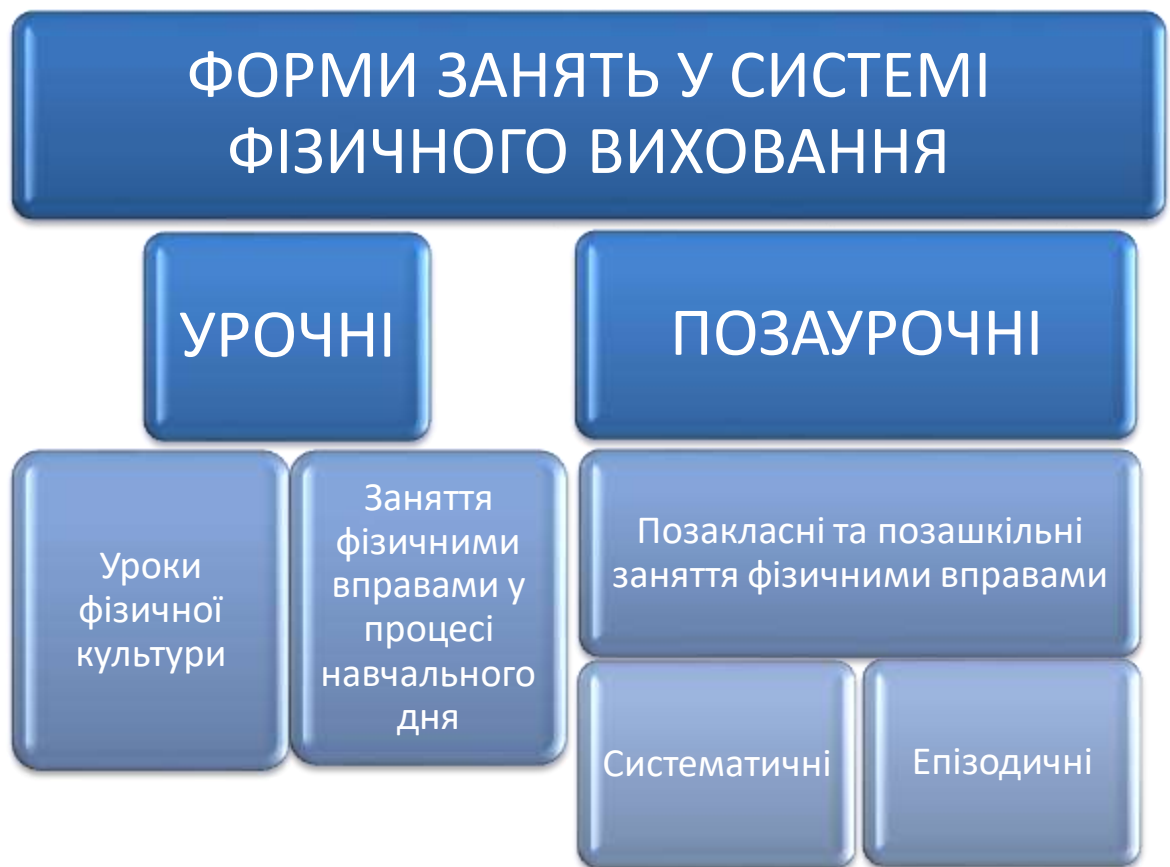 ФОРМИ ЗАНЯТЬ У СИСТЕМІ
ФІЗИЧНОГО ВИХОВАННЯ
УРОЧНІ
ПОЗАУРОЧНІ
Уроки
фізичної
культури
Заняття
фізичними
вправами у
процесі
навчального
дня
Позакласні та позашкільні
заняття фізичними вправами
Систематичні
Епізодичні